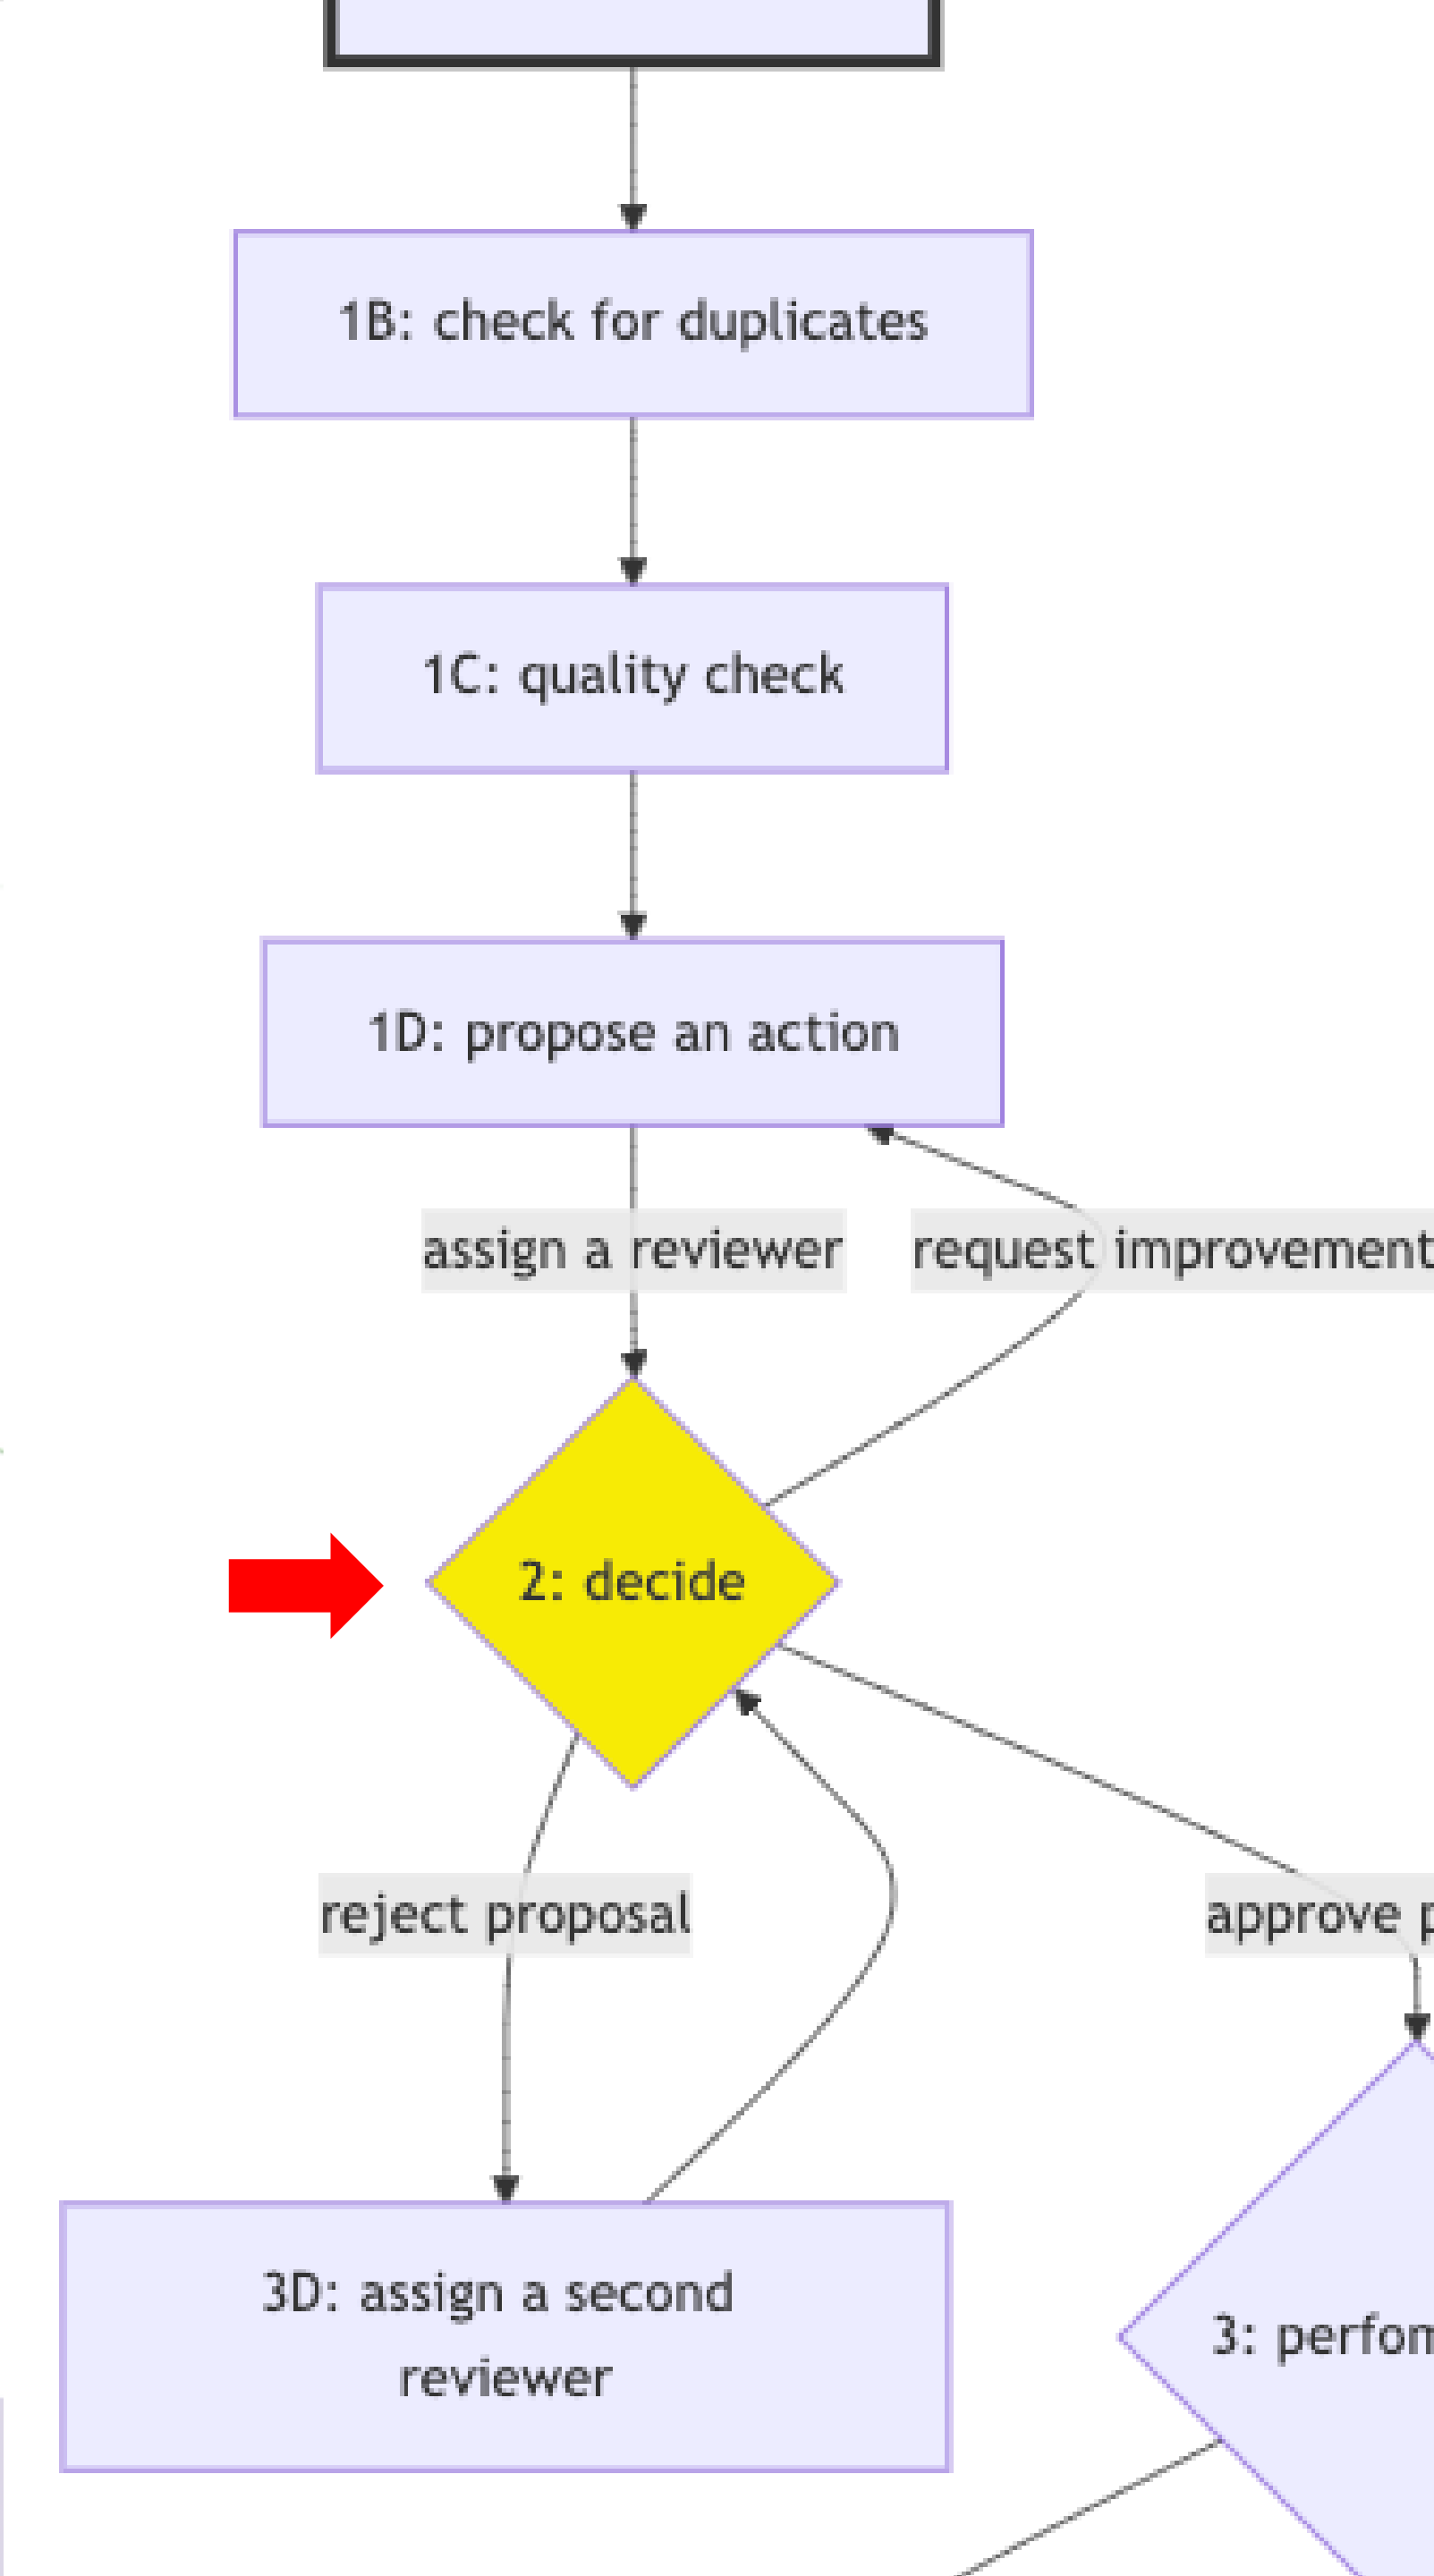 1B: check for duplicates
1C: quality check
1D: propose an action
assign a reviewer
request improvement
2: decide
reject proposal
approve
3D: assign a second
reviewer
3: